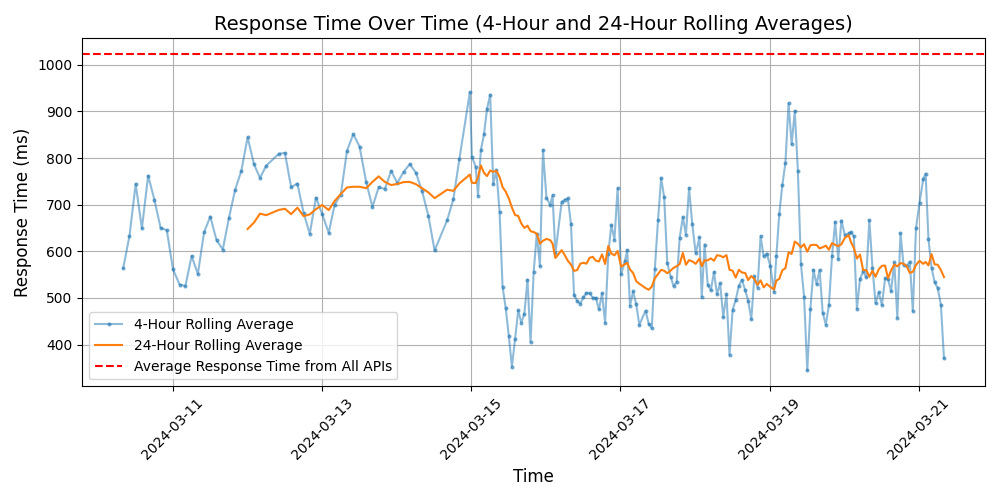 Response Time Over Time (4-Hour and 24-Hour Rolling Averages)
Response Time (ms)
1000
900
800
700
600
500
400
4-Hour Rolling Average
24-Hour Rolling Average
Average Response Time from All APIs
2024-03-11
2024-03-13
2024-03-15
2024-03-17
2024-03-19
2024-03-21
Time